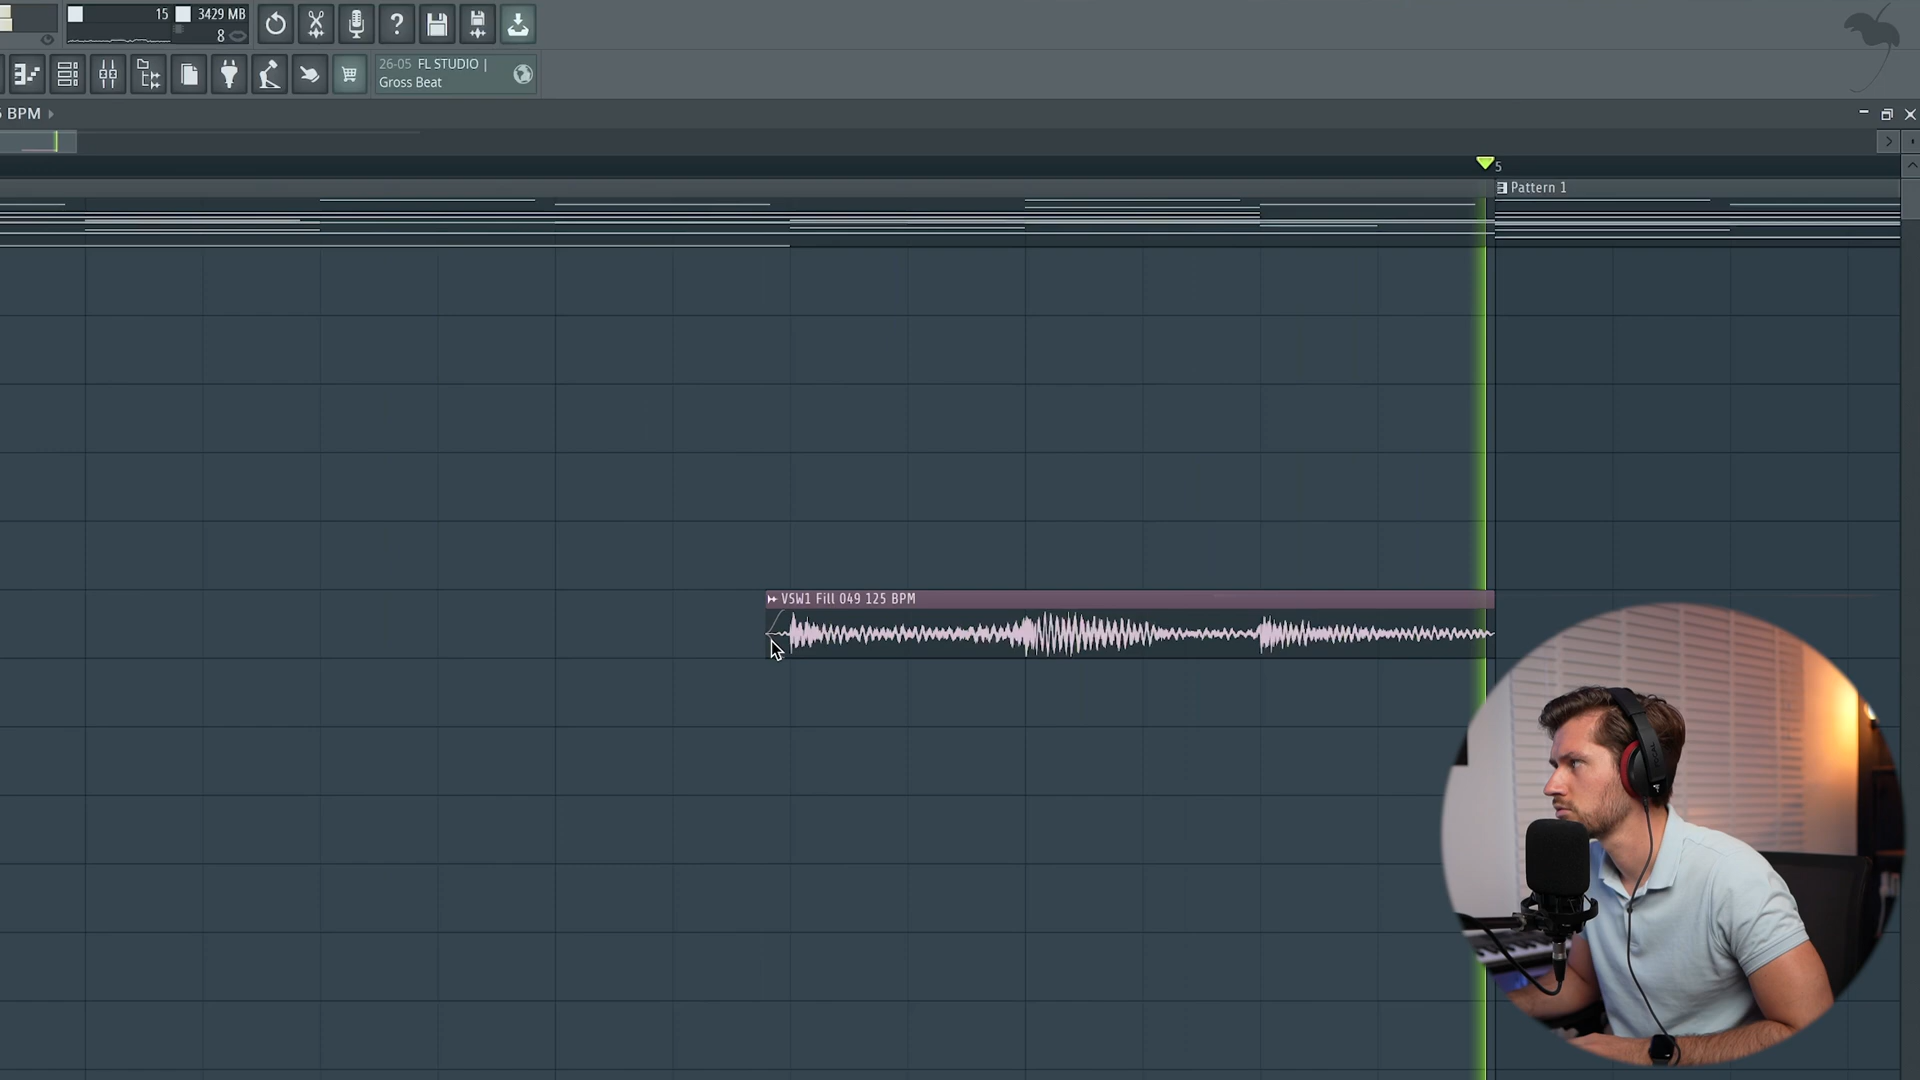 15
3429 MB
8
26-05 FL STUDIO |
Gross Beat
5 BPM
5
Pattern 1
VSW1 Fill 049 125 BPM